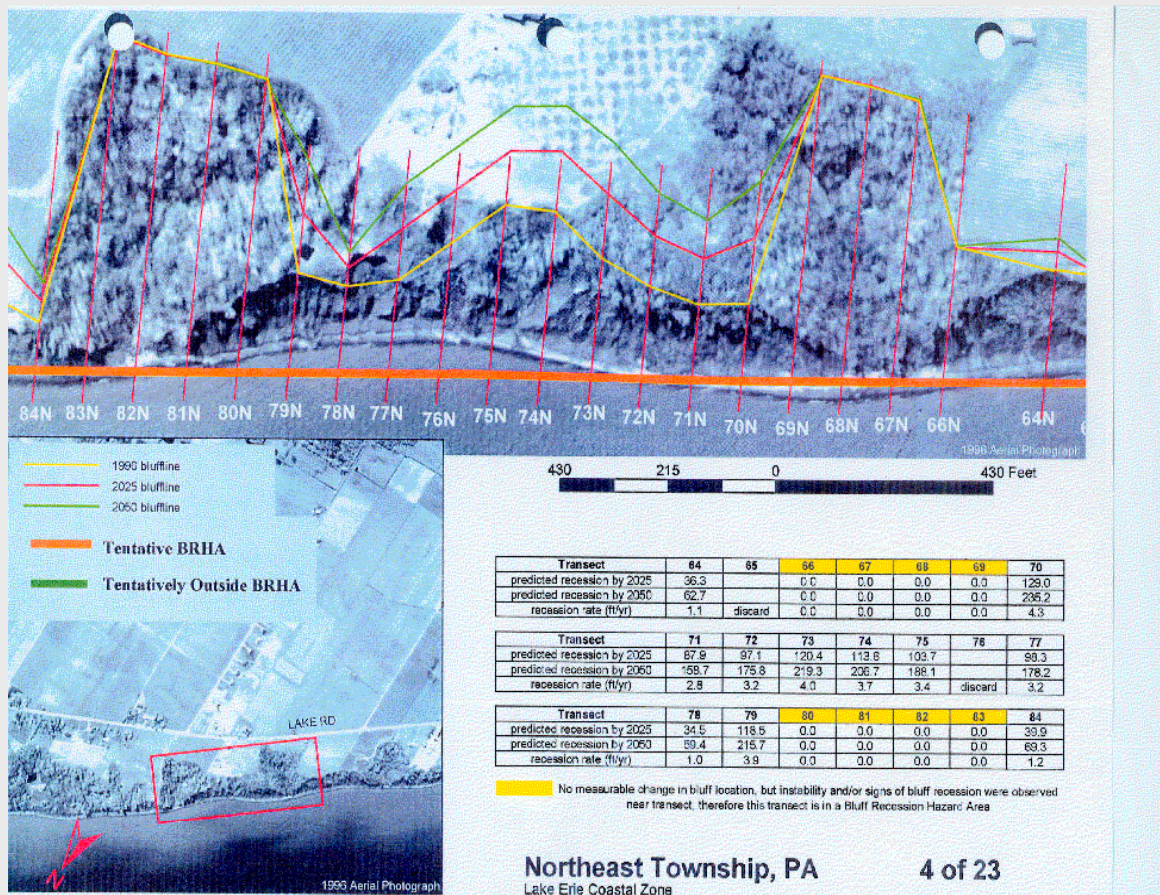 84N 83N 82N 81N 80N 79N 78N 77N 76N 75N 74N 73N 72N 71N 70N 69N 68N 67N 66N 64N
1996 Aerial Photograph
1996 bluffline
2025 bluffline
2050 bluffline
Tentative BRHA
Tentatively Outside BRHA
LAKE RD
N
1996 Aerial Photograph
430 215 0 430 Feet
Transect 64 65 66 67 68 69 70
predicted recession by 2025 36.3 0.0 0.0 0.0 0.0 129.0
predicted recession by 2050 62.7 0.0 0.0 0.0 0.0 235.2
recession rate (ft/yr) 1.1 discard 0.0 0.0 0.0 0.0 4.3
Transect 71 72 73 74 75 76 77
predicted recession by 2025 87.9 97.1 120.4 113.6 103.7 98.3
predicted recession by 2050 158.7 175.8 219.3 206.7 188.1 178.2
recession rate (ft/yr) 2.8 3.2 4.0 3.7 3.4 discard 3.2
Transect 78 79 80 81 82 83 84
predicted recession by 2025 34.5 118.5 0.0 0.0 0.0 0.0 39.9
predicted recession by 2050 59.4 215.7 0.0 0.0 0.0 0.0 69.3
recession rate (ft/yr) 1.0 3.9 0.0 0.0 0.0 0.0 1.2
No measurable change in bluff location, but instability and/or signs of bluff recession were observed
near transect, therefore this transect is in a Bluff Recession Hazard Area
Northeast Township, PA 4 of 23
Lake Erie Coastal Zone